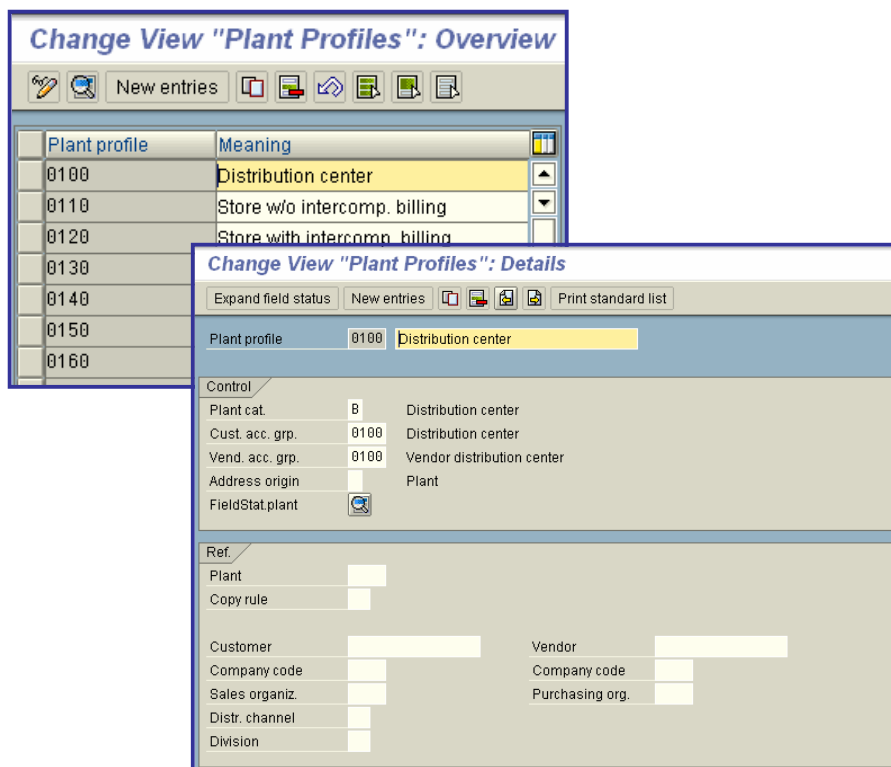 Change View "Plant Profiles": Overview
New entries
Plant profile Meaning
0100 Distribution center
0110 Store w/o intercomp. billing
0120 Store with intercomp. billing
0130
0140
0150
0160
Change View "Plant Profiles": Details
Expand field status New entries Print standard list
Plant profile 0100 Distribution center
Control
Plant cat. B Distribution center
Cust. acc. grp. 0100 Distribution center
Vend. acc. grp. 0100 Vendor distribution center
Address origin Plant
FieldStat.plant
Ref.
Plant
Copy rule
Customer Vendor
Company code Company code
Sales organiz. Purchasing org.
Distr. channel
Division